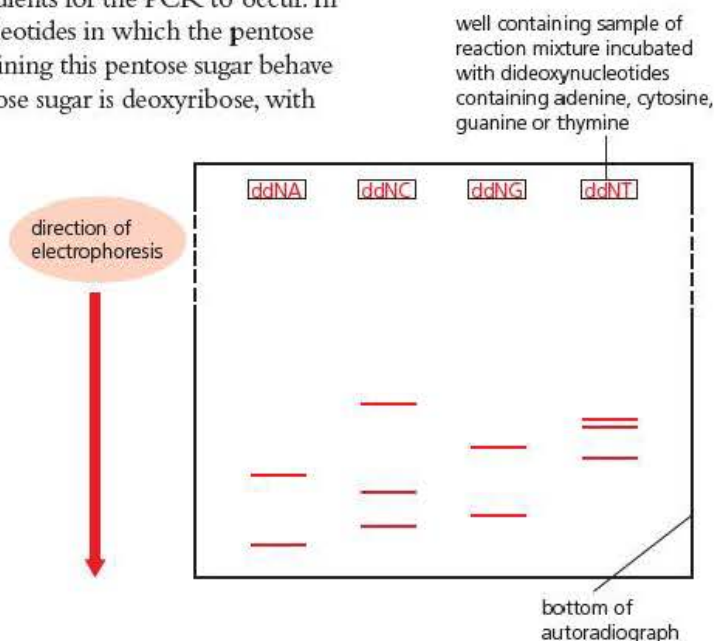 dients for the PCR to occur. In
eotides in which the pentose
ining this pentose sugar behave
ose sugar is deoxyribose, with
well containing sample of
reaction mixture incubated
with dideoxynucleotides
containing adenine, cytosine,
guanine or thymine
ddNA ddNC ddNG ddNT
direction of
electrophoresis
bottom of
autoradiograph